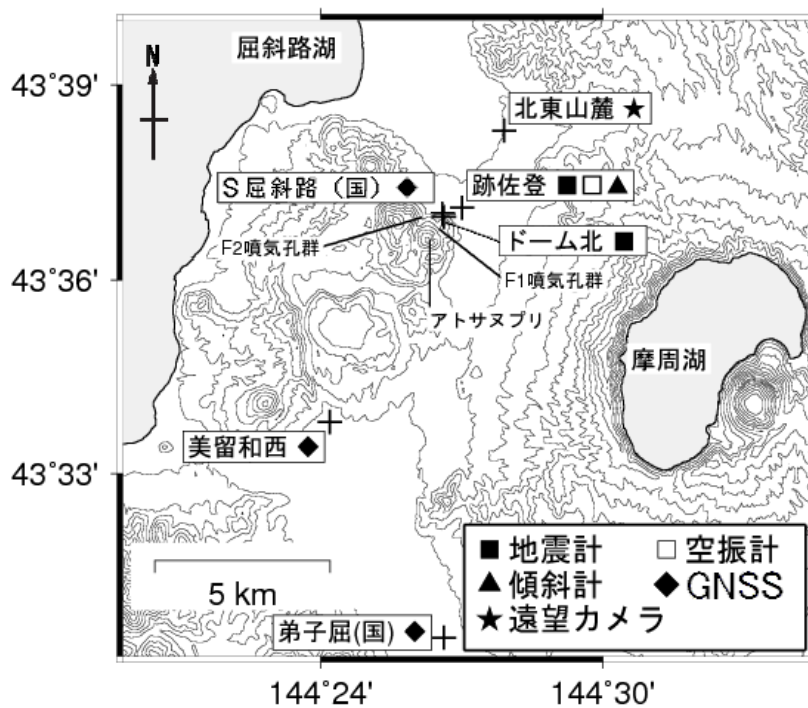 屈斜路湖
N
43°39'
北東山麓 ★
S屈斜路（国） ◆
跡佐登 ■□▲
F2噴気孔群
ドーム北 ■
43°36'
F1噴気孔群
アトサヌプリ
摩周湖
美留和西 ◆
43°33'
■ 地震計 □ 空振計
▲ 傾斜計 ◆ GNSS
★ 遠望カメラ
5 km
弟子屈(国) ◆
144°24' 144°30'